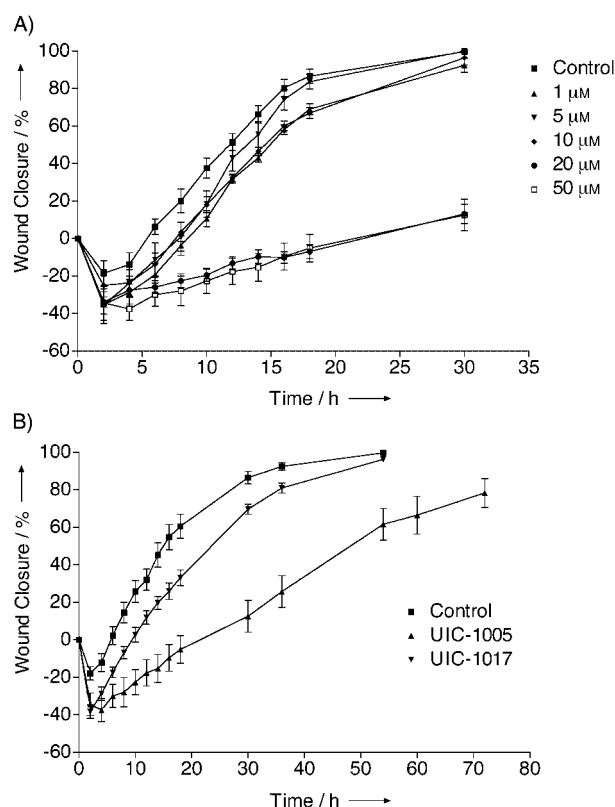 A)
Wound Closure / %
100
80
60
40
20
0
-20
-40
-60
0 5 10 15 20 25 30 35
Time / h
Control
1 μM
5 μM
10 μM
20 μM
50 μM
B)
Wound Closure / %
100
80
60
40
20
0
-20
-40
-60
0 10 20 30 40 50 60 70 80
Time / h
Control
UIC-1005
UIC-1017